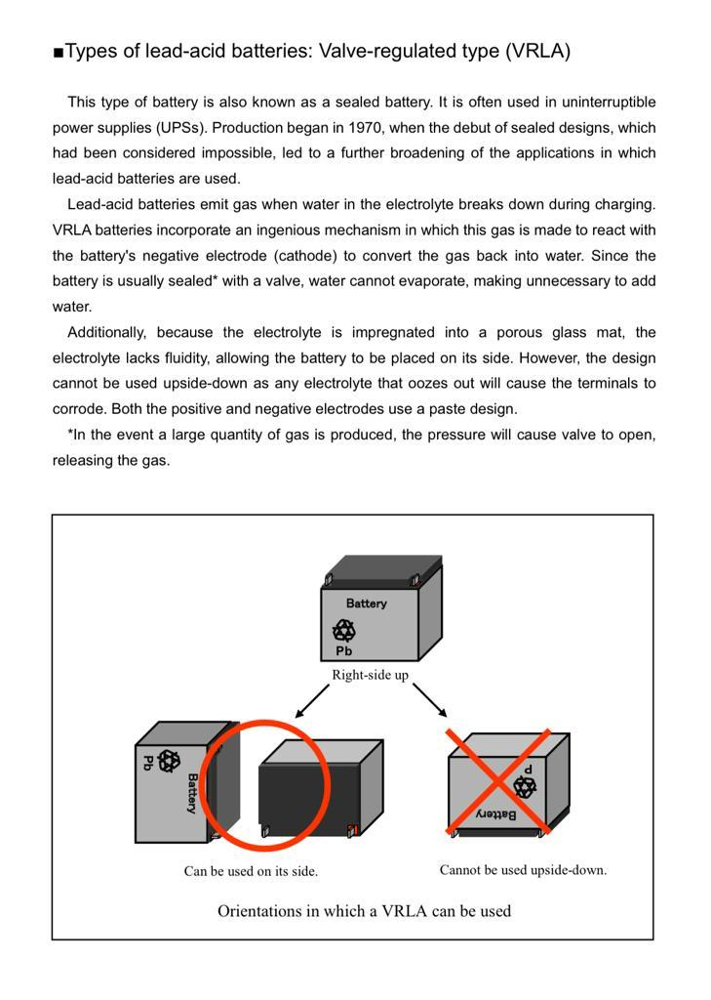 ■Types of lead-acid batteries: Valve-regulated type (VRLA)
This type of battery is also known as a sealed battery. It is often used in uninterruptible
power supplies (UPSs). Production began in 1970, when the debut of sealed designs, which
had been considered impossible, led to a further broadening of the applications in which
lead-acid batteries are used.
Lead-acid batteries emit gas when water in the electrolyte breaks down during charging.
VRLA batteries incorporate an ingenious mechanism in which this gas is made to react with
the battery's negative electrode (cathode) to convert the gas back into water. Since the
battery is usually sealed* with a valve, water cannot evaporate, making unnecessary to add
water.
Additionally, because the electrolyte is impregnated into a porous glass mat, the
electrolyte lacks fluidity, allowing the battery to be placed on its side. However, the design
cannot be used upside-down as any electrolyte that oozes out will cause the terminals to
corrode. Both the positive and negative electrodes use a paste design.
*In the event a large quantity of gas is produced, the pressure will cause valve to open,
releasing the gas.
Battery
Pb
Right-side up
Pb
Battery
P
Battery
Can be used on its side.
Cannot be used upside-down.
Orientations in which a VRLA can be used